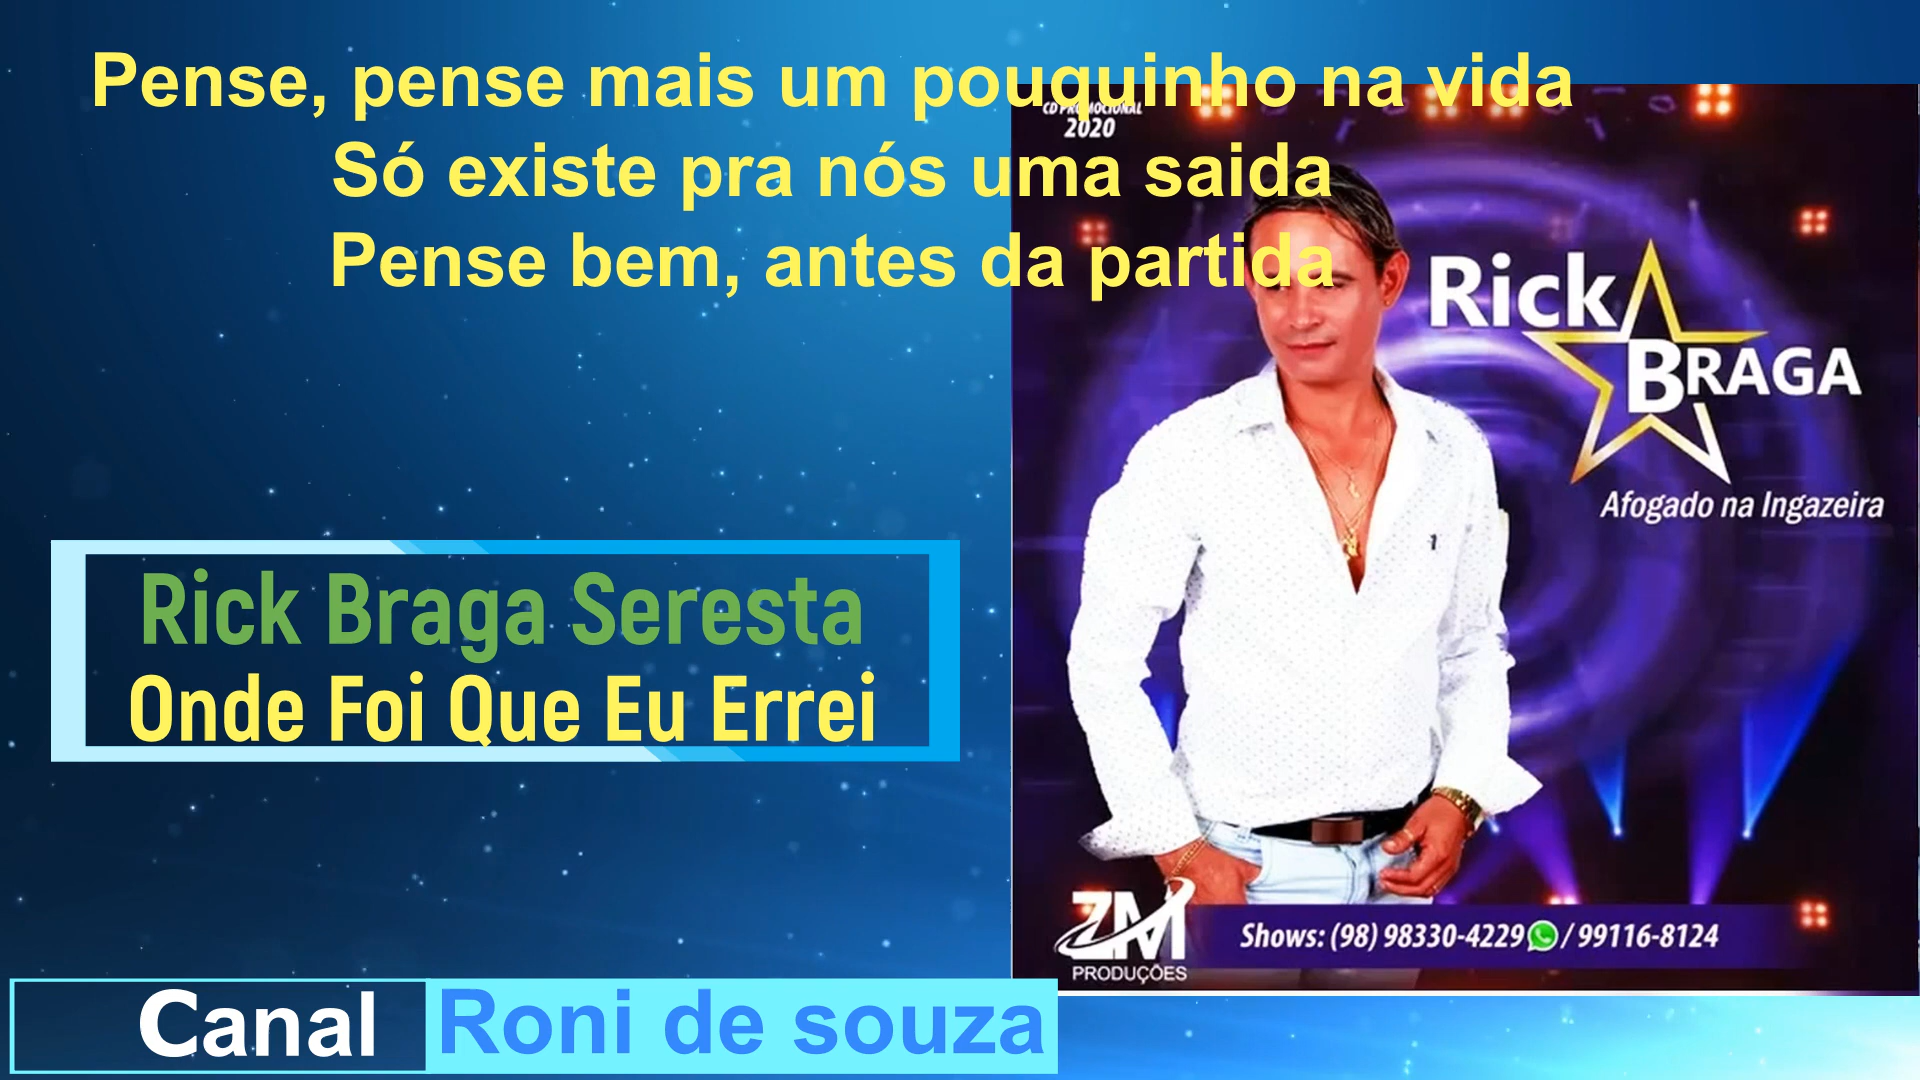 Pense, pense mais um pouquinho na vida
Só existe pra nós uma saida
Pense bem, antes da partida
CD PROMOCIONAL
2020
Rick
BRAGA
Afogado na Ingazeira
Rick Braga Seresta
Onde Foi Que Eu Errei
ZM
PRODUÇÕES
Shows: (98) 98330-4229 / 99116-8124
Canal Roni de souza